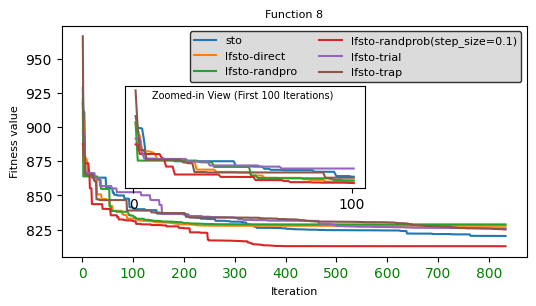 Function 8
sto
lfsto-direct
lfsto-randpro
lfsto-randprob(step_size=0.1)
lfsto-trial
lfsto-trap
Zoomed-in View (First 100 Iterations)
0 100
Fitness value
950
925
900
875
850
825
0 100 200 300 400 500 600 700 800
Iteration